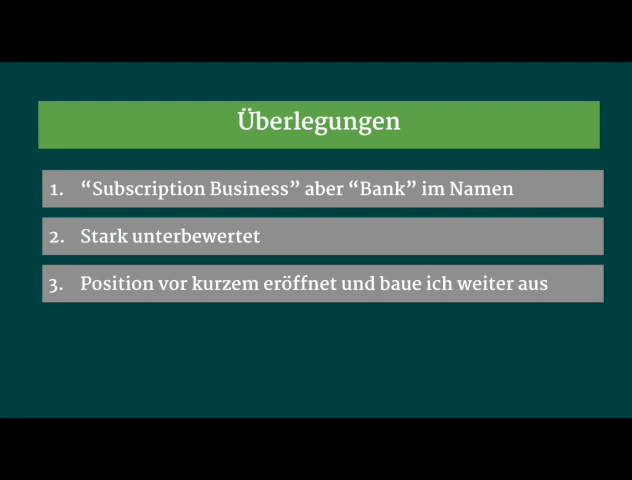 Überlegungen
1. “Subscription Business” aber “Bank” im Namen
2. Stark unterbewertet
3. Position vor kurzem eröffnet und baue ich weiter aus